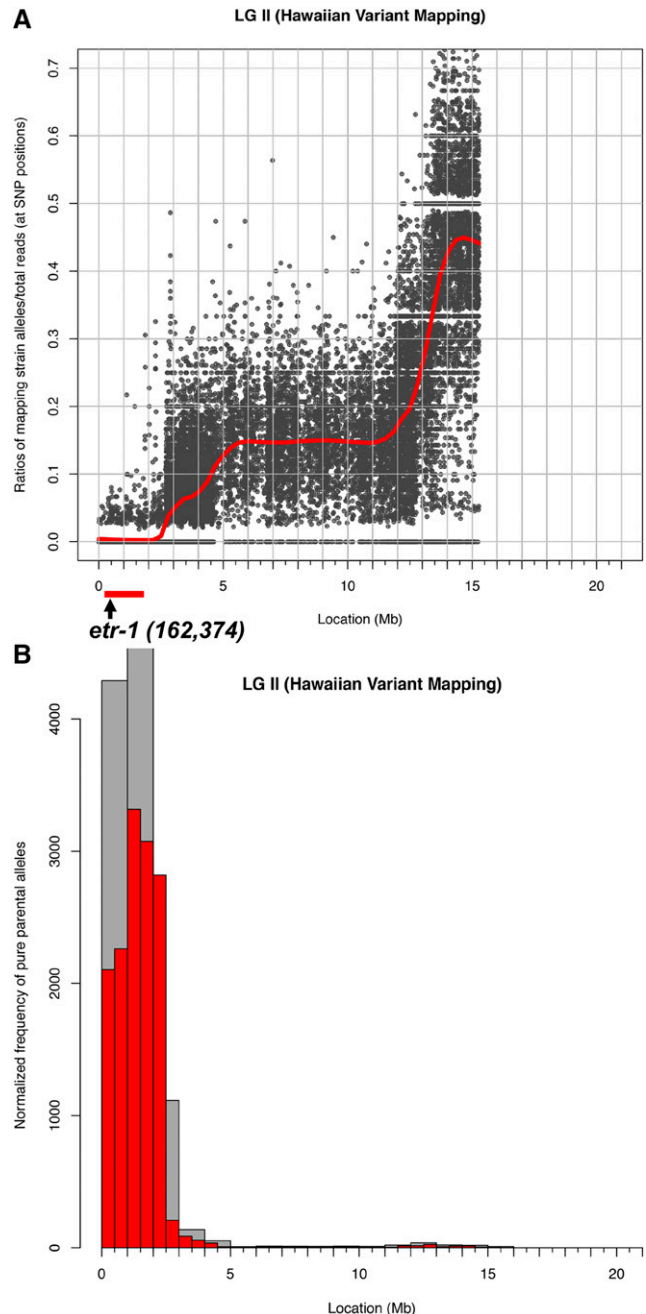 A
LG II (Hawaiian Variant Mapping)
Ratios of mapping strain alleles/total reads (at SNP positions)
0.7
0.6
0.5
0.4
0.3
0.2
0.1
0.0
0 5 10 15 20
Location (Mb)
etr-1 (162,374)
B
LG II (Hawaiian Variant Mapping)
Normalized frequency of pure parental alleles
4000
3000
2000
1000
0
0 5 10 15 20
Location (Mb)